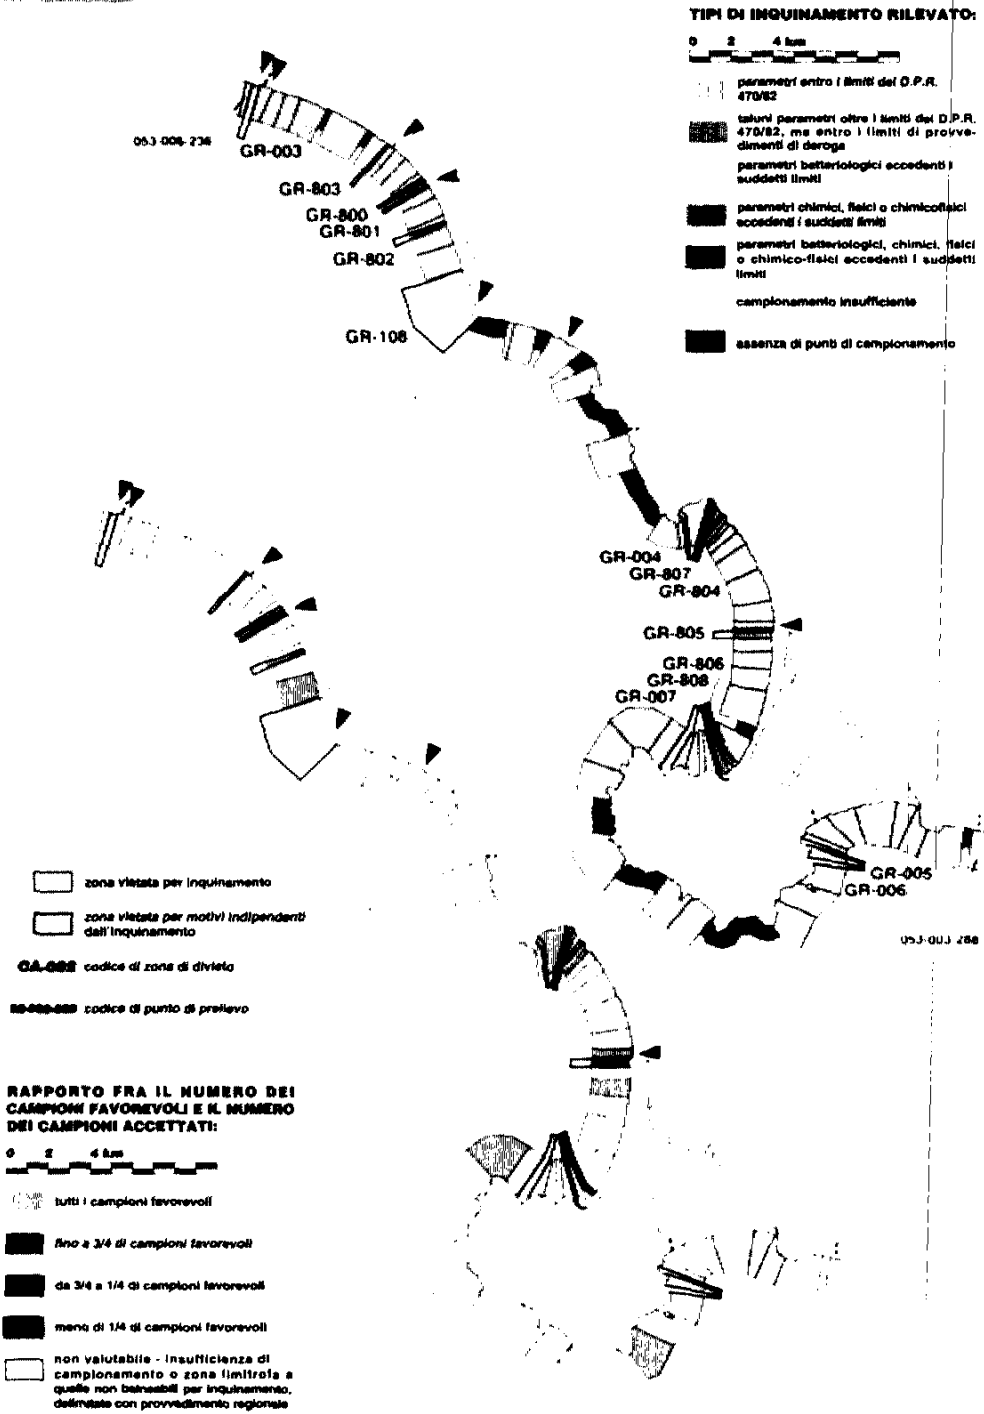 TIPI DI INQUINAMENTO RILEVATO:
0 2 4 km
parametri entro i limiti del D.P.R.
470/82
taluni parametri oltre i limiti del D.P.R.
470/82, ma entro i limiti di provve-
dimenti di deroga
parametri batteriologici eccedenti i
suddetti limiti
parametri chimici, fisici o chimicofisici
eccedenti i suddetti limiti
parametri batteriologici, chimici, fisici
o chimico-fisici eccedenti i suddetti
limiti
campionamento insufficiente
assenza di punti di campionamento
053-006-236
GR-003
GR-803
GR-800
GR-801
GR-802
GR-108
GR-004
GR-807
GR-804
GR-805
GR-806
GR-808
GR-007
GR-005
GR-006
053-003-288
zona vietata per inquinamento
zona vietata per motivi indipendenti
dall'inquinamento
codice di zona di divieto
codice di punto di prelievo
RAPPORTO FRA IL NUMERO DEI
CAMPIONI FAVOREVOLI E IL NUMERO
DEI CAMPIONI ACCETTATI:
0 2 4 km
tutti i campioni favorevoli
fino a 3/4 di campioni favorevoli
da 3/4 a 1/4 di campioni favorevoli
meno di 1/4 di campioni favorevoli
non valutabile - insufficienza di
campionamento o zona limitrofa a
quelle non balneabili per inquinamento,
delimitate con provvedimento regionale